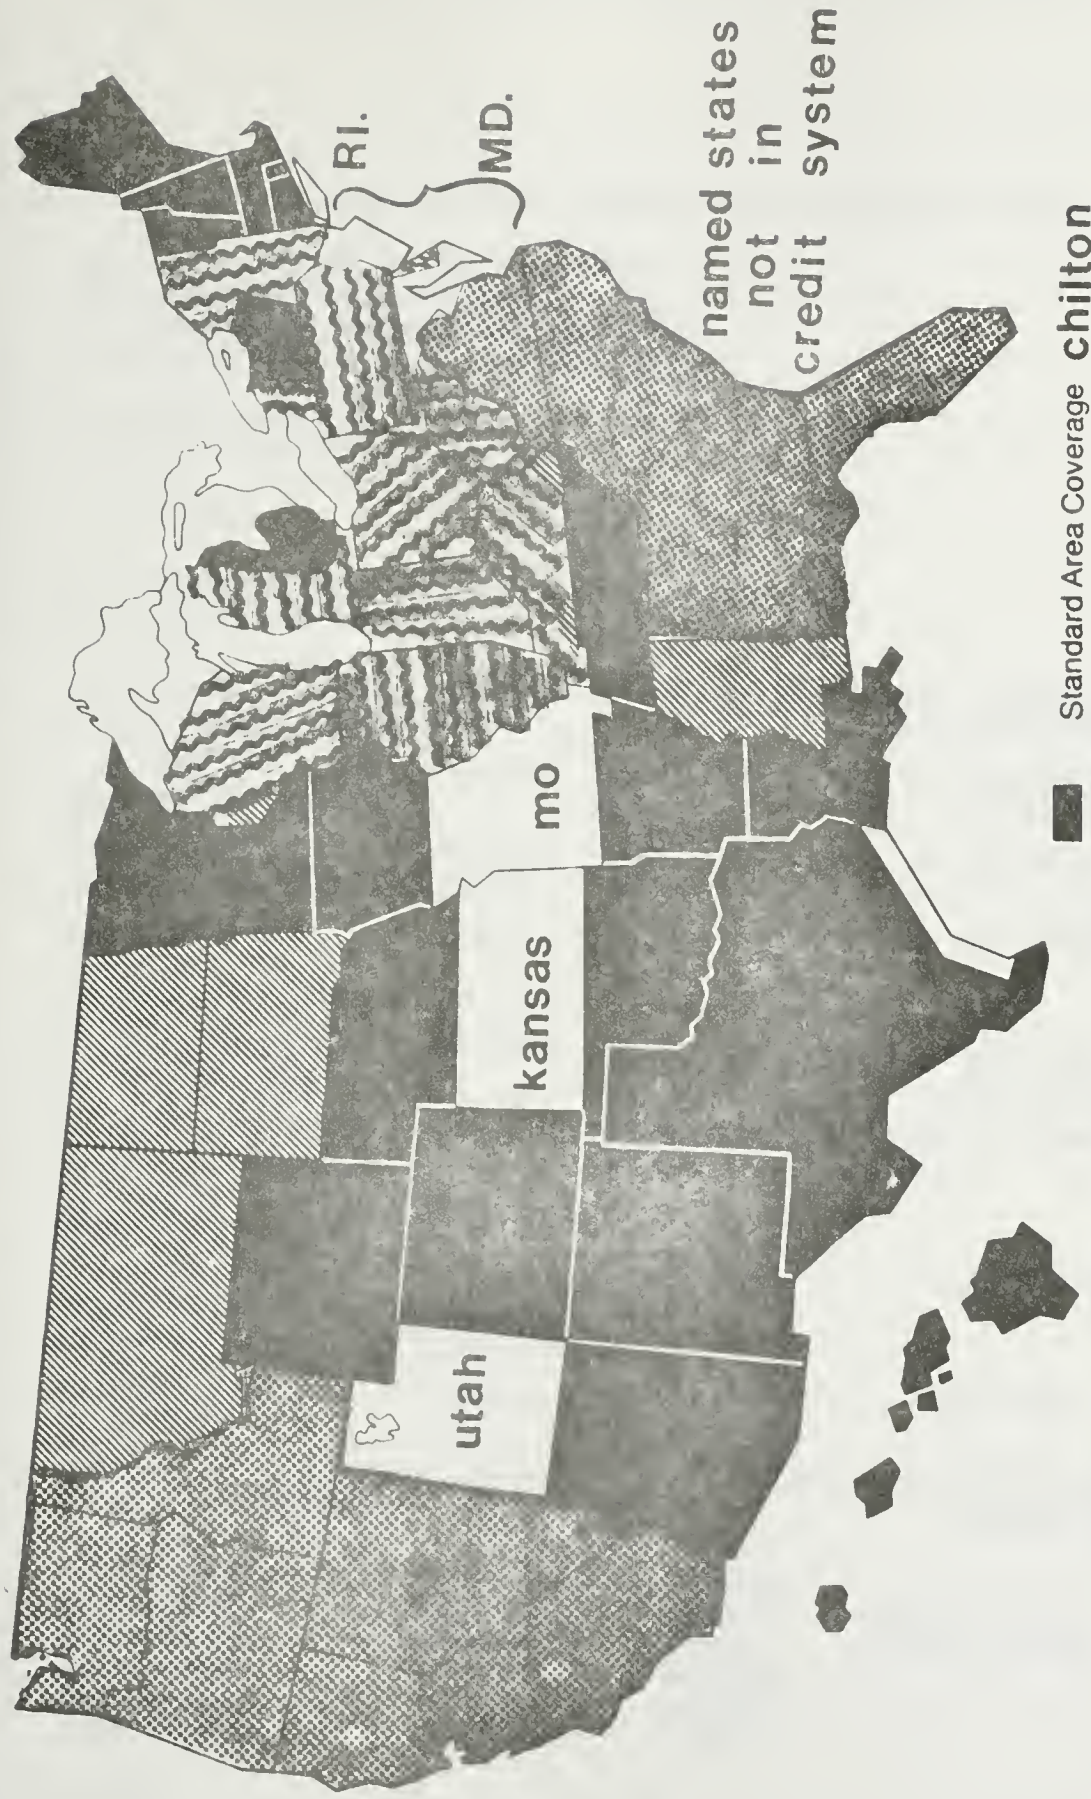 RI.
MD.
named states
not in
credit system
mo
kansas
utah
Standard Area Coverage chilton